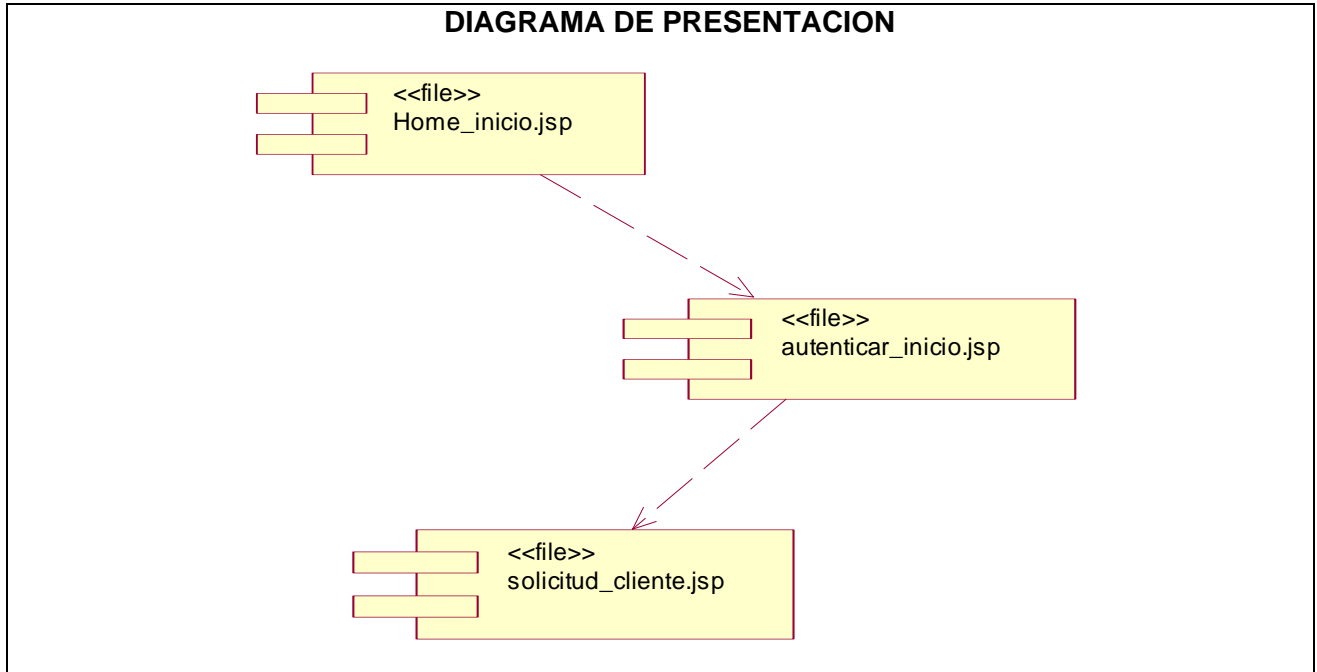 DIAGRAMA DE PRESENTACION
<<file>>
Home_inicio.jsp
<<file>>
autenticar_inicio.jsp
<<file>>
solicitud_cliente.jsp